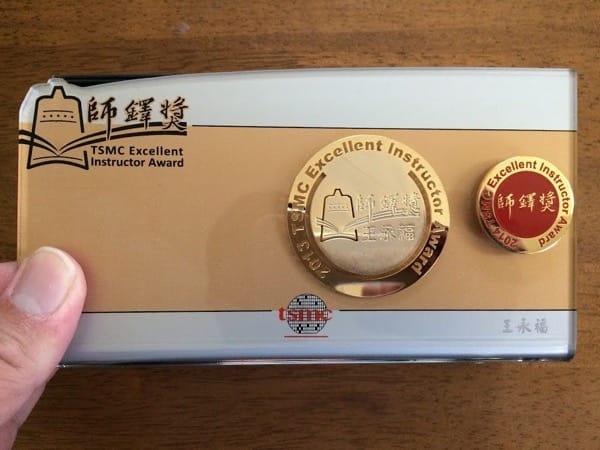 師鐸獎
TSMC Excellent
Instructor Award
2013 TSMC Excellent Instructor Award
師鐸獎
王永福
2014 TSMC Excellent Instructor Award
師鐸獎
tsmc
王永福